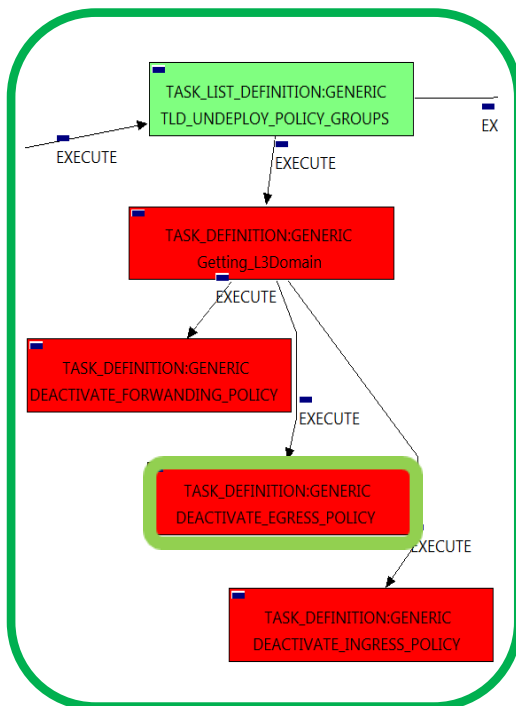 TASK_LIST_DEFINITION:GENERIC
TLD_UNDEPLOY_POLICY_GROUPS
EX
EXECUTE
EXECUTE
TASK_DEFINITION:GENERIC
Getting_L3Domain
EXECUTE
TASK_DEFINITION:GENERIC
DEACTIVATE_FORWANDING_POLICY
EXECUTE
TASK_DEFINITION:GENERIC
DEACTIVATE_EGRESS_POLICY
EXECUTE
TASK_DEFINITION:GENERIC
DEACTIVATE_INGRESS_POLICY